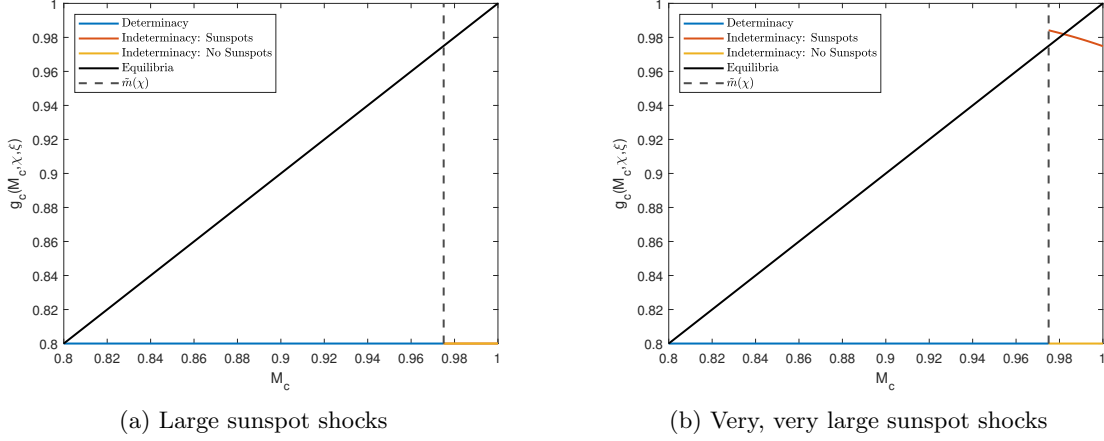 1
0.98
0.96
0.94
0.92
0.9
0.88
0.86
0.84
0.82
0.8
g_c(M_c,χ,ξ)
Determinacy
Indeterminacy: Sunspots
Indeterminacy: No Sunspots
Equilibria
m̃(χ)
0.8 0.82 0.84 0.86 0.88 0.9 0.92 0.94 0.96 0.98 1
M_c
(a) Large sunspot shocks
1
0.98
0.96
0.94
0.92
0.9
0.88
0.86
0.84
0.82
0.8
g_c(M_c,χ,ξ)
Determinacy
Indeterminacy: Sunspots
Indeterminacy: No Sunspots
Equilibria
m̃(χ)
0.8 0.82 0.84 0.86 0.88 0.9 0.92 0.94 0.96 0.98 1
M_c
(b) Very, very large sunspot shocks